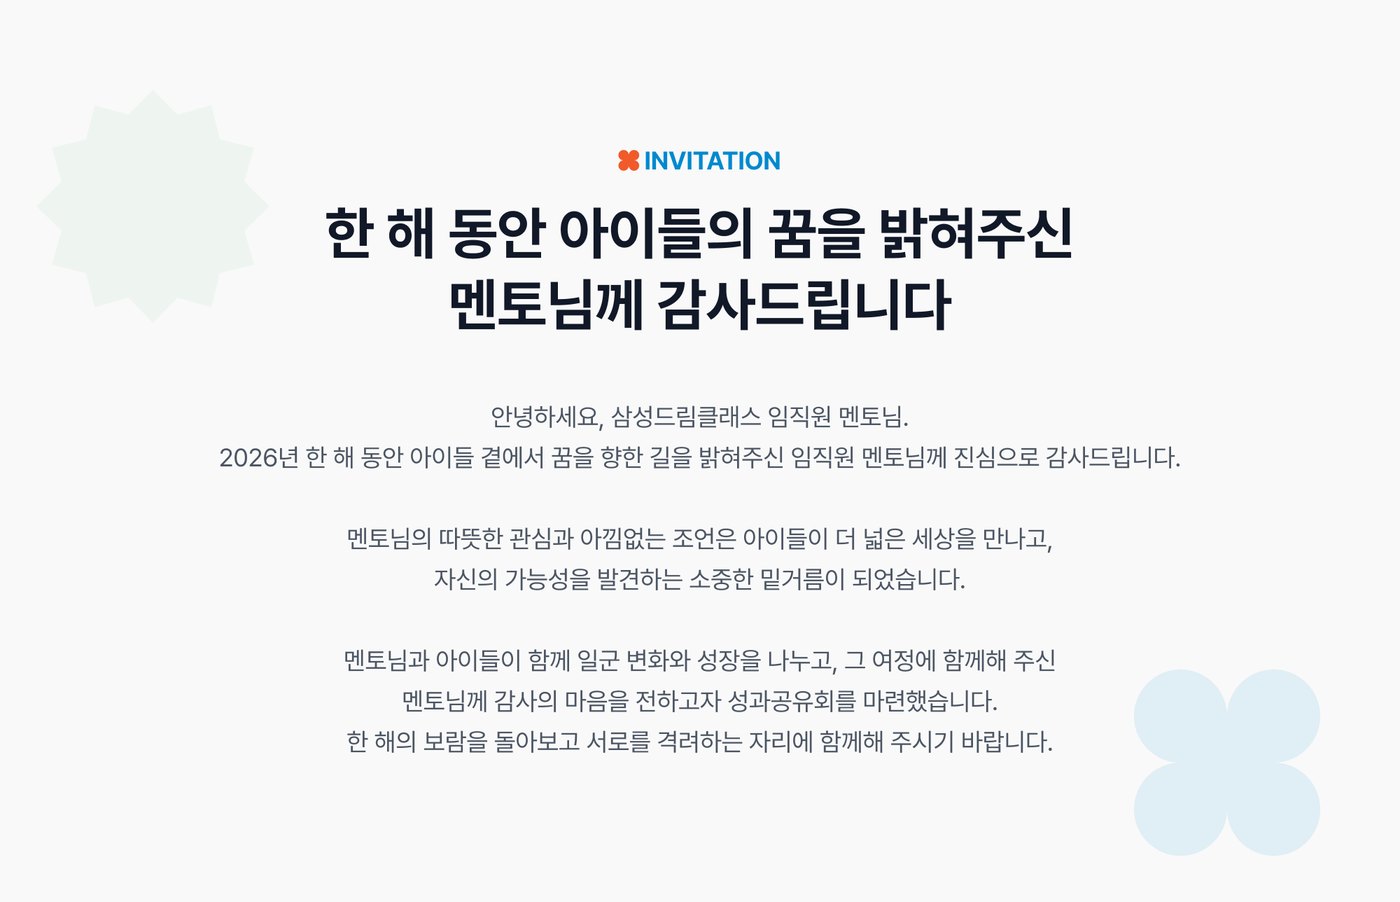 INVITATION
한 해 동안 아이들의 꿈을 밝혀주신
멘토님께 감사드립니다
안녕하세요, 삼성드림클래스 임직원 멘토님.
2026년 한 해 동안 아이들 곁에서 꿈을 향한 길을 밝혀주신 임직원 멘토님께 진심으로 감사드립니다.
멘토님의 따뜻한 관심과 아낌없는 조언은 아이들이 더 넓은 세상을 만나고,
자신의 가능성을 발견하는 소중한 밑거름이 되었습니다.
멘토님과 아이들이 함께 일군 변화와 성장을 나누고, 그 여정에 함께해 주신
멘토님께 감사의 마음을 전하고자 성과공유회를 마련했습니다.
한 해의 보람을 돌아보고 서로를 격려하는 자리에 함께해 주시기 바랍니다.